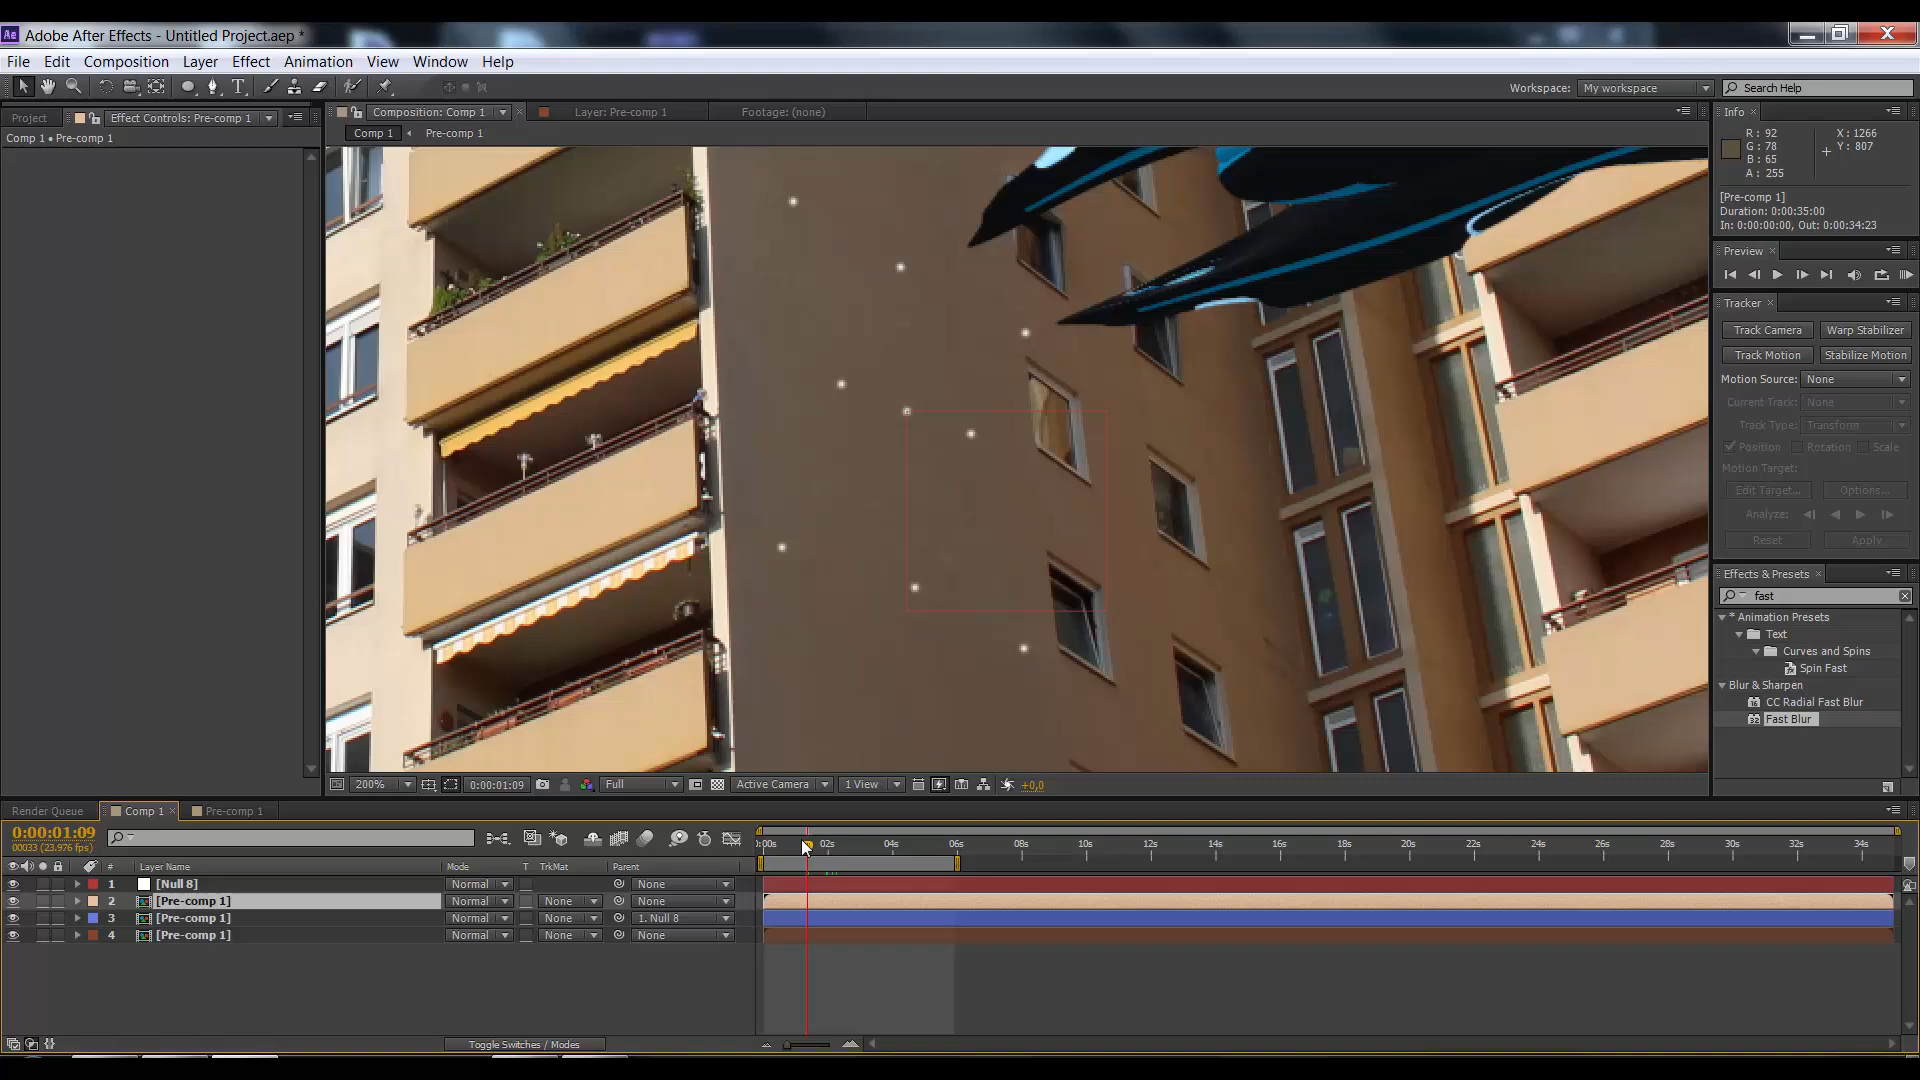 Adobe After Effects - Untitled Project.aep *
File Edit Composition Layer Effect Animation View Window Help
Workspace: My workspace Search Help
Project Effect Controls: Pre-comp 1 Composition: Comp 1 Layer: Pre-comp 1 Footage: (none) Info
Comp 1 • Pre-comp 1
Comp 1 Pre-comp 1
R : 92 X : 1266
G : 78 Y : 807
B : 65
A : 255
[Pre-comp 1]
Duration: 0:00:35:00
In: 0:00:00:00, Out: 0:00:34:23
Preview
Tracker
Track Camera Warp Stabilizer
Track Motion Stabilize Motion
Motion Source: None
Current Track: None
Track Type: Transform
Position Rotation Scale
Motion Target:
Edit Target... Options...
Analyze:
Reset Apply
Effects & Presets
fast
* Animation Presets
Text
Curves and Spins
Spin Fast
Blur & Sharpen
CC Radial Fast Blur
Fast Blur
200% 0:00:01:09 Full Active Camera 1 View +0,0
Render Queue Comp 1 Pre-comp 1
0:00:01:09
00033 (23.976 fps)
0:00s 02s 04s 06s 08s 10s 12s 14s 16s 18s 20s 22s 24s 26s 28s 30s 32s 34s
# Layer Name Mode T TrkMat Parent
1 [Null 8] Normal None
2 [Pre-comp 1] Normal None None
3 [Pre-comp 1] Normal None 1. Null 8
4 [Pre-comp 1] Normal None None
Toggle Switches / Modes